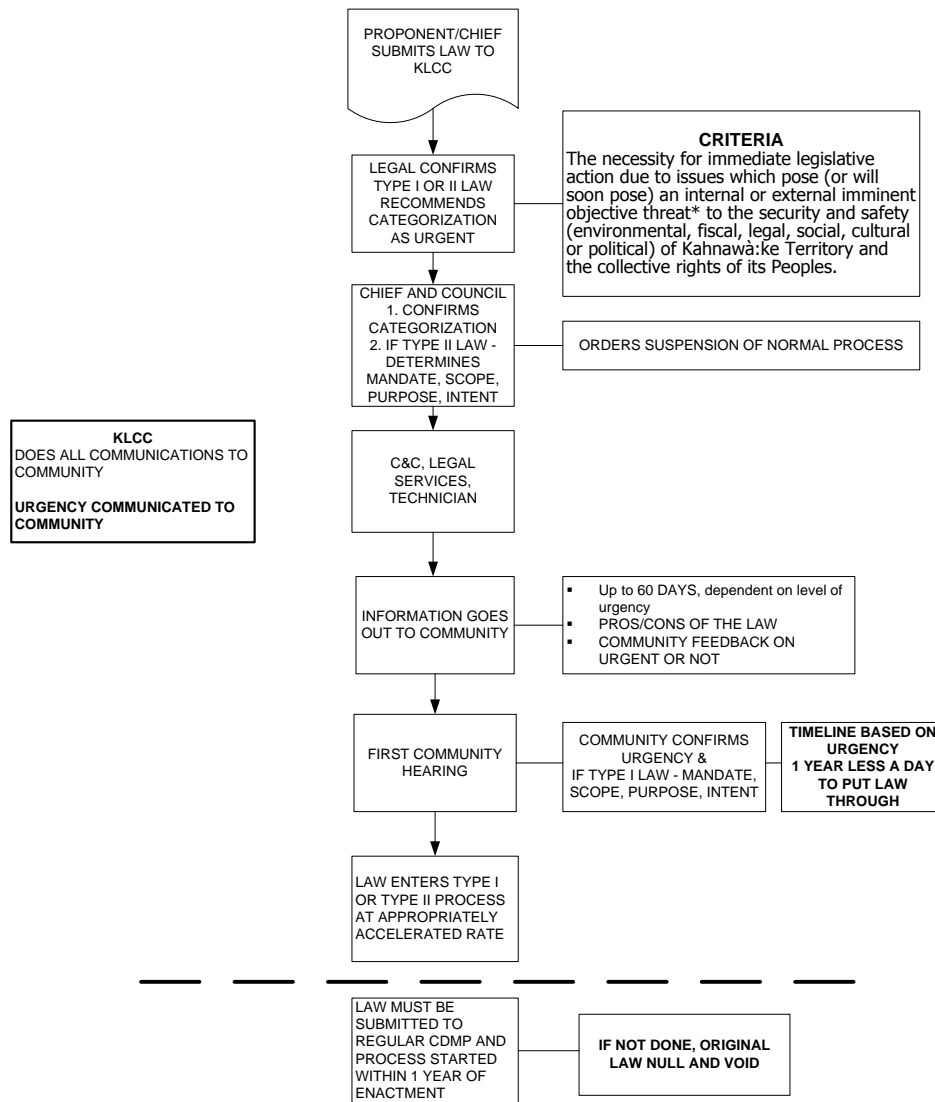 PROPONENT/CHIEF
SUBMITS LAW TO
KLCC
LEGAL CONFIRMS
TYPE I OR II LAW
RECOMMENDS
CATEGORIZATION
AS URGENT
CRITERIA
The necessity for immediate legislative
action due to issues which pose (or will
soon pose) an internal or external imminent
objective threat* to the security and safety
(environmental, fiscal, legal, social, cultural
or political) of Kahnawà:ke Territory and
the collective rights of its Peoples.
CHIEF AND COUNCIL
1. CONFIRMS
CATEGORIZATION
2. IF TYPE II LAW -
DETERMINES
MANDATE, SCOPE,
PURPOSE, INTENT
ORDERS SUSPENSION OF NORMAL PROCESS
KLCC
DOES ALL COMMUNICATIONS TO
COMMUNITY
URGENCY COMMUNICATED TO
COMMUNITY
C&C, LEGAL
SERVICES,
TECHNICIAN
INFORMATION GOES
OUT TO COMMUNITY
▪ Up to 60 DAYS, dependent on level of
urgency
▪ PROS/CONS OF THE LAW
▪ COMMUNITY FEEDBACK ON
URGENT OR NOT
FIRST COMMUNITY
HEARING
COMMUNITY CONFIRMS
URGENCY &
IF TYPE I LAW - MANDATE,
SCOPE, PURPOSE, INTENT
TIMELINE BASED ON
URGENCY
1 YEAR LESS A DAY
TO PUT LAW
THROUGH
LAW ENTERS TYPE I
OR TYPE II PROCESS
AT APPROPRIATELY
ACCELERATED RATE
LAW MUST BE
SUBMITTED TO
REGULAR CDMP AND
PROCESS STARTED
WITHIN 1 YEAR OF
ENACTMENT
IF NOT DONE, ORIGINAL
LAW NULL AND VOID